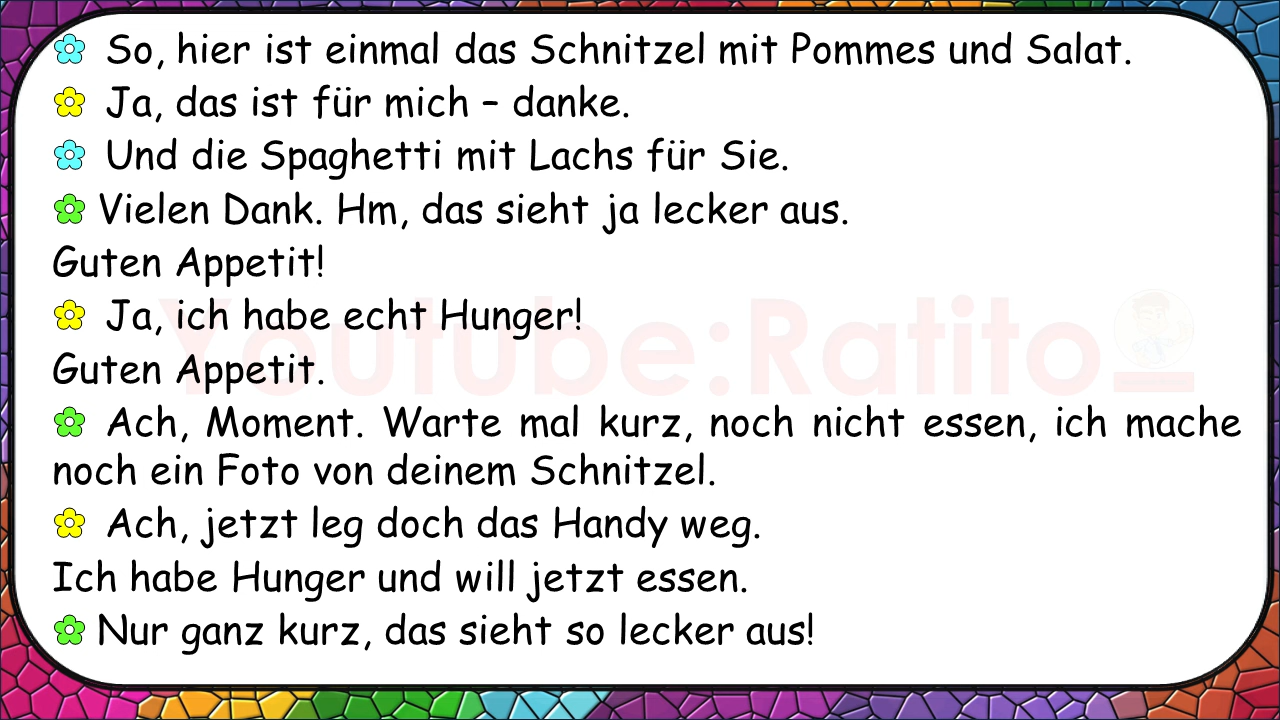 So, hier ist einmal das Schnitzel mit Pommes und Salat.
Ja, das ist für mich – danke.
Und die Spaghetti mit Lachs für Sie.
Vielen Dank. Hm, das sieht ja lecker aus.
Guten Appetit!
Ja, ich habe echt Hunger!
Youtube:Ratito
Guten Appetit.
Ach, Moment. Warte mal kurz, noch nicht essen, ich mache
noch ein Foto von deinem Schnitzel.
Ach, jetzt leg doch das Handy weg.
Ich habe Hunger und will jetzt essen.
Nur ganz kurz, das sieht so lecker aus!